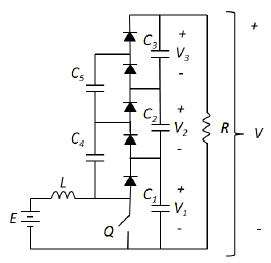 +
C₃ + V₃ -
C₅
C₂ + V₂ -
R
V
C₄
L
C₁ + V₁ -
E
Q
-